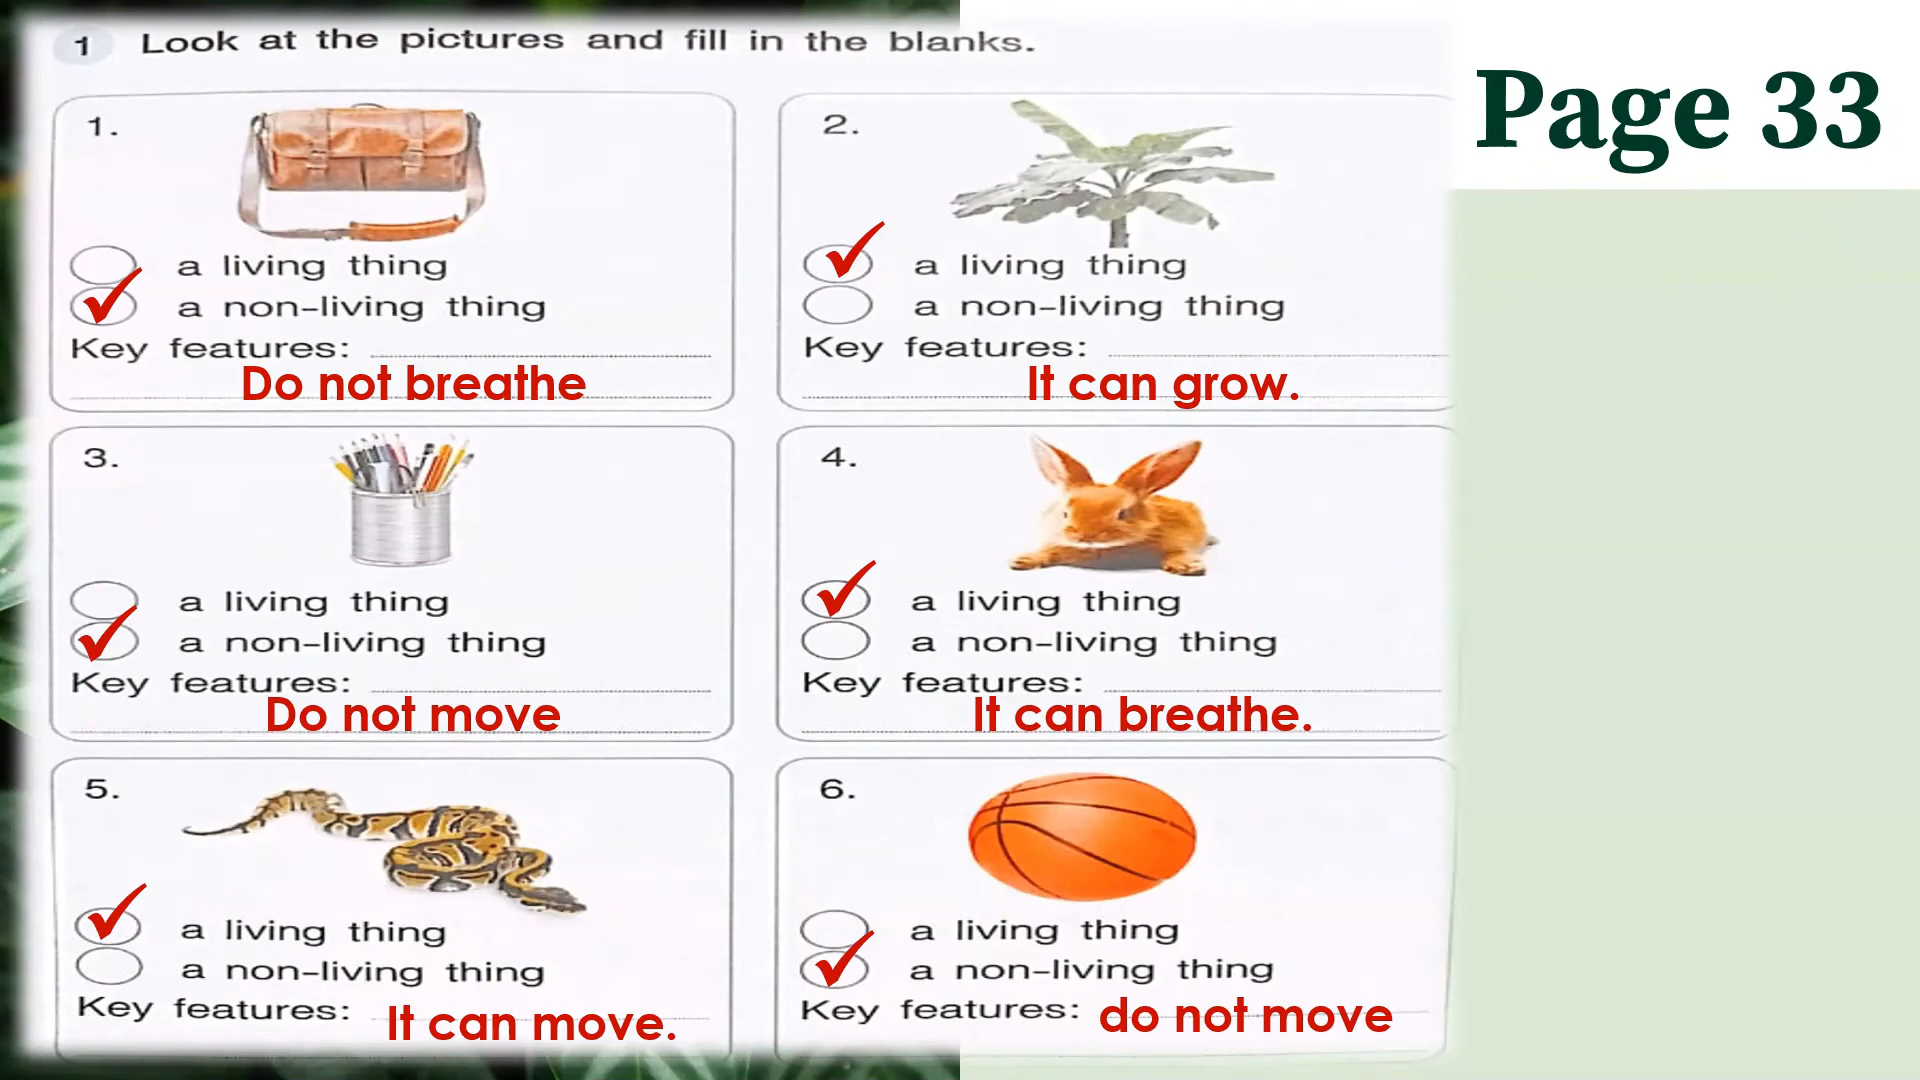 1 Look at the pictures and fill in the blanks.
Page 33
1.
a living thing
✓ a non-living thing
Key features:
Do not breathe
2.
✓ a living thing
a non-living thing
Key features:
It can grow.
3.
a living thing
✓ a non-living thing
Key features:
Do not move
4.
✓ a living thing
a non-living thing
Key features:
It can breathe.
5.
✓ a living thing
a non-living thing
Key features: It can move.
6.
a living thing
✓ a non-living thing
Key features: do not move